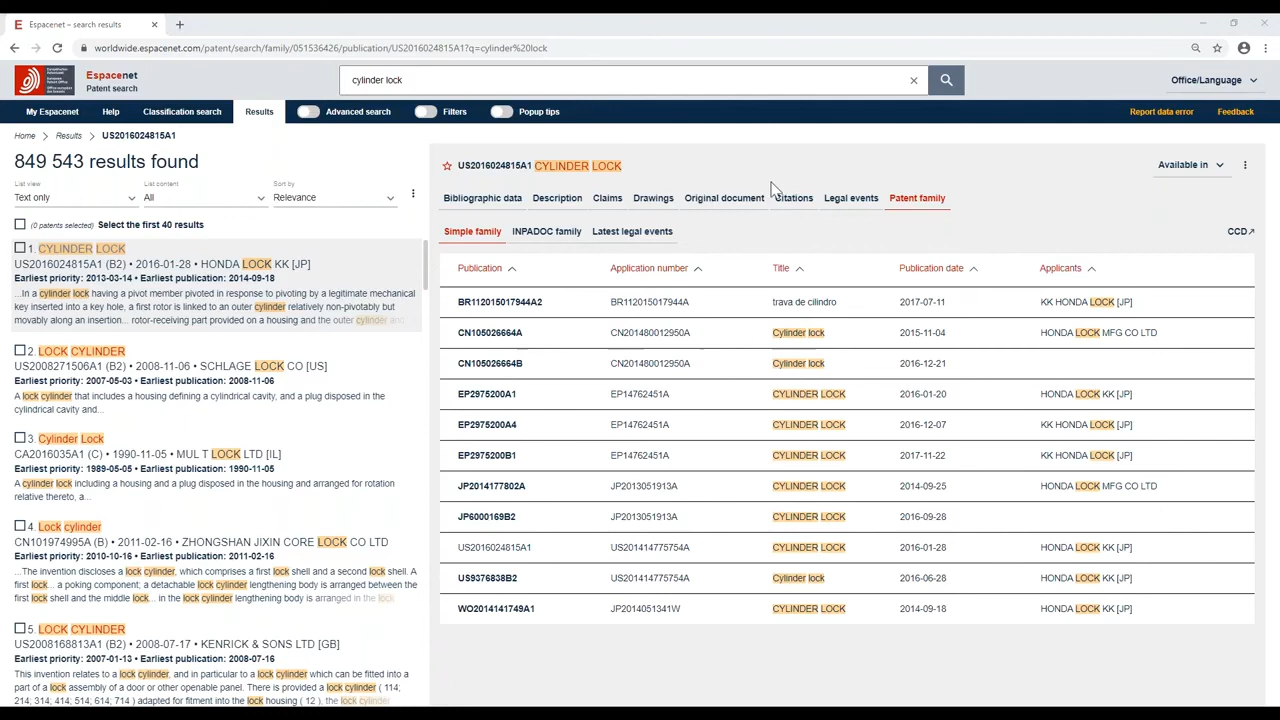 Espacenet – search results
worldwide.espacenet.com/patent/search/family/051536426/publication/US2016024815A1?q=cylinder%20lock
Espacenet
Patent search
cylinder lock
Office/Language
My Espacenet Help Classification search Results Advanced search Filters Popup tips Report data error Feedback
Home Results US2016024815A1
849 543 results found
List view List content Sort by
Text only All Relevance
(0 patents selected) Select the first 40 results
1. CYLINDER LOCK
US2016024815A1 (B2) • 2016-01-28 • HONDA LOCK KK [JP]
Earliest priority: 2013-03-14 • Earliest publication: 2014-09-18
...In a cylinder lock having a pivot member pivoted in response to pivoting by a legitimate mechanical
key inserted into a key hole, a first rotor is linked to an outer cylinder relatively non-pivotably but
movably along an insertion... rotor-receiving part provided on a housing and the outer cylinder and
2. LOCK CYLINDER
US2008271506A1 (B2) • 2008-11-06 • SCHLAGE LOCK CO [US]
Earliest priority: 2007-05-03 • Earliest publication: 2008-11-06
A lock cylinder that includes a housing defining a cylindrical cavity, and a plug disposed in the
cylindrical cavity and...
3. Cylinder Lock
CA2016035A1 (C) • 1990-11-05 • MUL T LOCK LTD [IL]
Earliest priority: 1989-05-05 • Earliest publication: 1990-11-05
A cylinder lock including a housing and a plug disposed in the housing and arranged for rotation
relative thereto, a...
4. Lock cylinder
CN101974995A (B) • 2011-02-16 • ZHONGSHAN JIXIN CORE LOCK CO LTD
Earliest priority: 2010-10-16 • Earliest publication: 2011-02-16
...The invention discloses a lock cylinder, which comprises a first lock shell and a second lock shell. A
first lock... a poking component; a detachable lock cylinder lengthening body is arranged between the
first lock shell and the middle lock... in the lock cylinder lengthening body is arranged in the lock
5. LOCK CYLINDER
US2008168813A1 (B2) • 2008-07-17 • KENRICK & SONS LTD [GB]
Earliest priority: 2007-01-13 • Earliest publication: 2008-07-16
This invention relates to a lock cylinder, and in particular to a lock cylinder which can be fitted into a
part of a lock assembly of a door or other openable panel. There is provided a lock cylinder ( 114;
214; 314; 414; 514; 614; 714 ) adapted for fitment into the lock housing ( 12 ), the lock cylinder
US2016024815A1 CYLINDER LOCK
Available in
Bibliographic data Description Claims Drawings Original document Citations Legal events Patent family
Simple family INPADOC family Latest legal events CCD
Publication Application number Title Publication date Applicants
BR112015017944A2 BR112015017944A trava de cilindro 2017-07-11 KK HONDA LOCK [JP]
CN105026664A CN201480012950A Cylinder lock 2015-11-04 HONDA LOCK MFG CO LTD
CN105026664B CN201480012950A Cylinder lock 2016-12-21
EP2975200A1 EP14762451A CYLINDER LOCK 2016-01-20 KK HONDA LOCK [JP]
EP2975200A4 EP14762451A CYLINDER LOCK 2016-12-07 KK HONDA LOCK [JP]
EP2975200B1 EP14762451A CYLINDER LOCK 2017-11-22 KK HONDA LOCK [JP]
JP2014177802A JP2013051913A CYLINDER LOCK 2014-09-25 HONDA LOCK MFG CO LTD
JP6000169B2 JP2013051913A CYLINDER LOCK 2016-09-28
US2016024815A1 US201414775754A CYLINDER LOCK 2016-01-28 HONDA LOCK KK [JP]
US9376838B2 US201414775754A Cylinder lock 2016-06-28 HONDA LOCK KK [JP]
WO2014141749A1 JP2014051341W CYLINDER LOCK 2014-09-18 HONDA LOCK KK [JP]